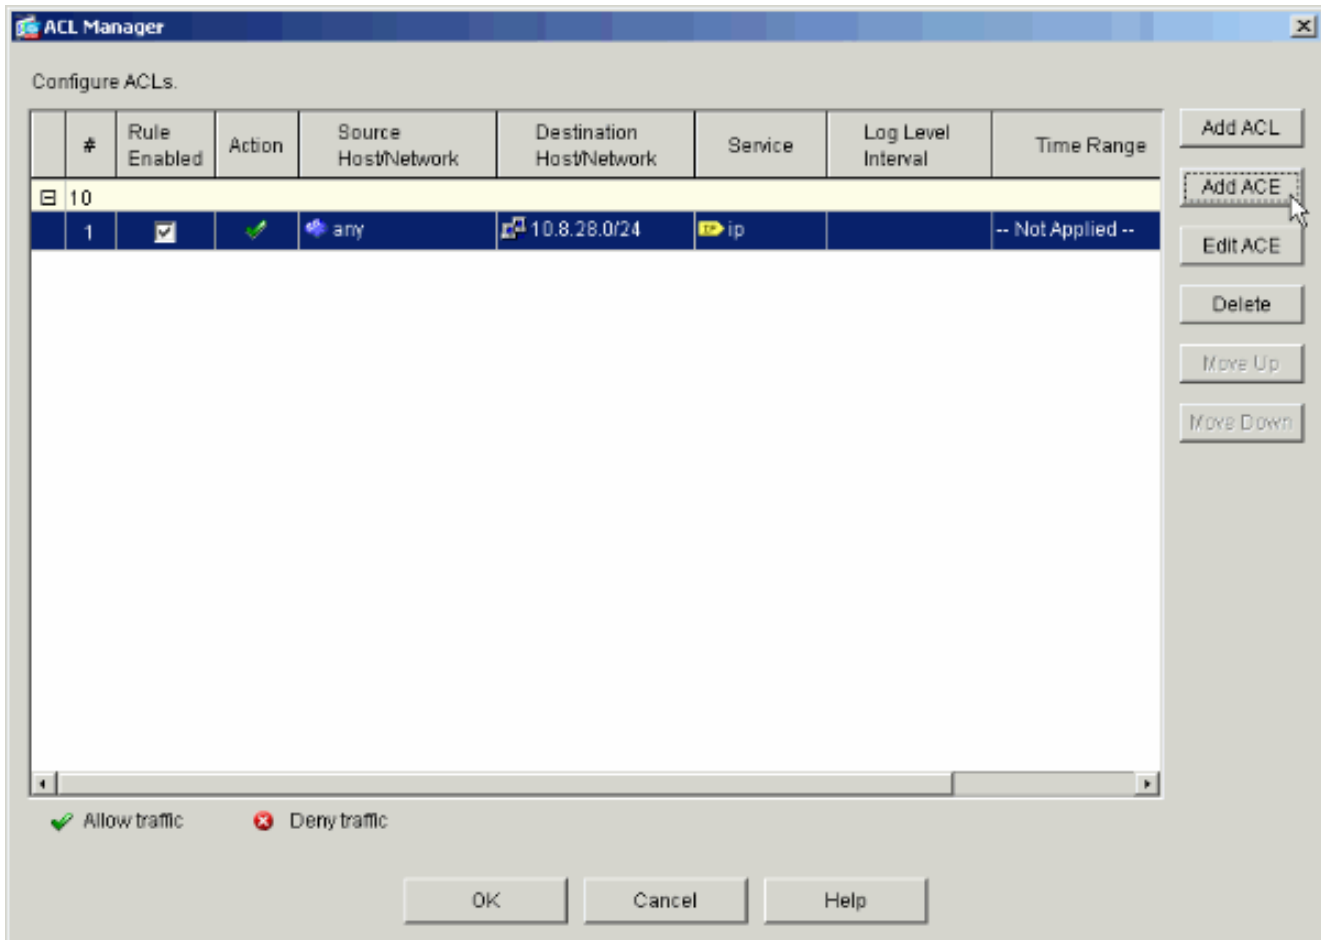 ACL Manager
Configure ACLs.
#
Rule
Enabled
Action
Source
Host/Network
Destination
Host/Network
Service
Log Level
Interval
Time Range
10
1
any
10.8.28.0/24
IP
ip
-- Not Applied --
Add ACL
Add ACE
Edit ACE
Delete
Move Up
Move Down
Allow traffic
Deny traffic
OK
Cancel
Help